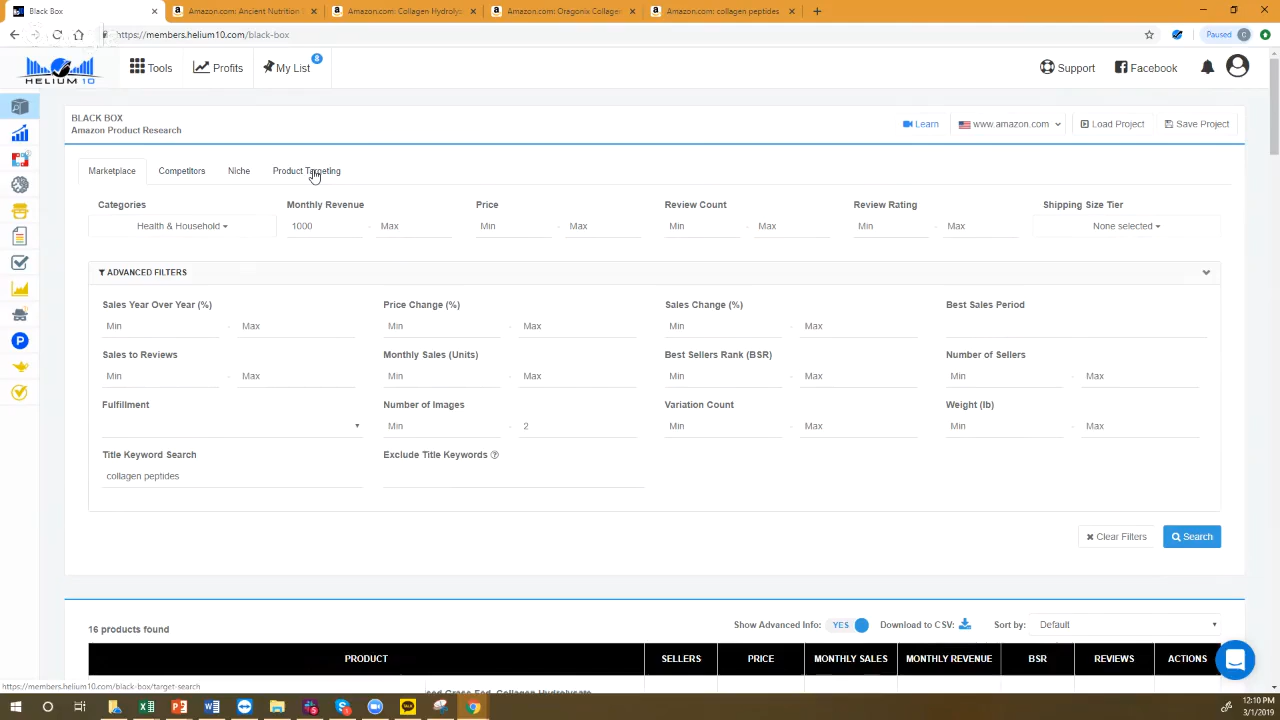 Black Box
Amazon.com: Ancient Nutrition
Amazon.com: Collagen Hydrolys
Amazon.com: Oragonix Collagen
Amazon.com: collagen peptides
https://members.helium10.com/black-box
Paused
C
HELIUM 10
Tools
Profits
My List
8
Support
Facebook
BLACK BOX
Amazon Product Research
Learn
www.amazon.com
Load Project
Save Project
Marketplace
Competitors
Niche
Product Targeting
Categories
Monthly Revenue
Price
Review Count
Review Rating
Shipping Size Tier
Health & Household
1000 - Max
Min - Max
Min - Max
Min - Max
None selected
ADVANCED FILTERS
Sales Year Over Year (%)
Price Change (%)
Sales Change (%)
Best Sales Period
Min - Max
Min - Max
Min - Max
Sales to Reviews
Monthly Sales (Units)
Best Sellers Rank (BSR)
Number of Sellers
Min - Max
Min - Max
Min - Max
Min - Max
Fulfillment
Number of Images
Variation Count
Weight (lb)
Min - 2
Min - Max
Min - Max
Title Keyword Search
Exclude Title Keywords
collagen peptides
Clear Filters
Search
16 products found
Show Advanced Info: YES
Download to CSV:
Sort by: Default
PRODUCT
SELLERS
PRICE
MONTHLY SALES
MONTHLY REVENUE
BSR
REVIEWS
ACTIONS
https://members.helium10.com/black-box/target-search
12:10 PM
3/1/2019